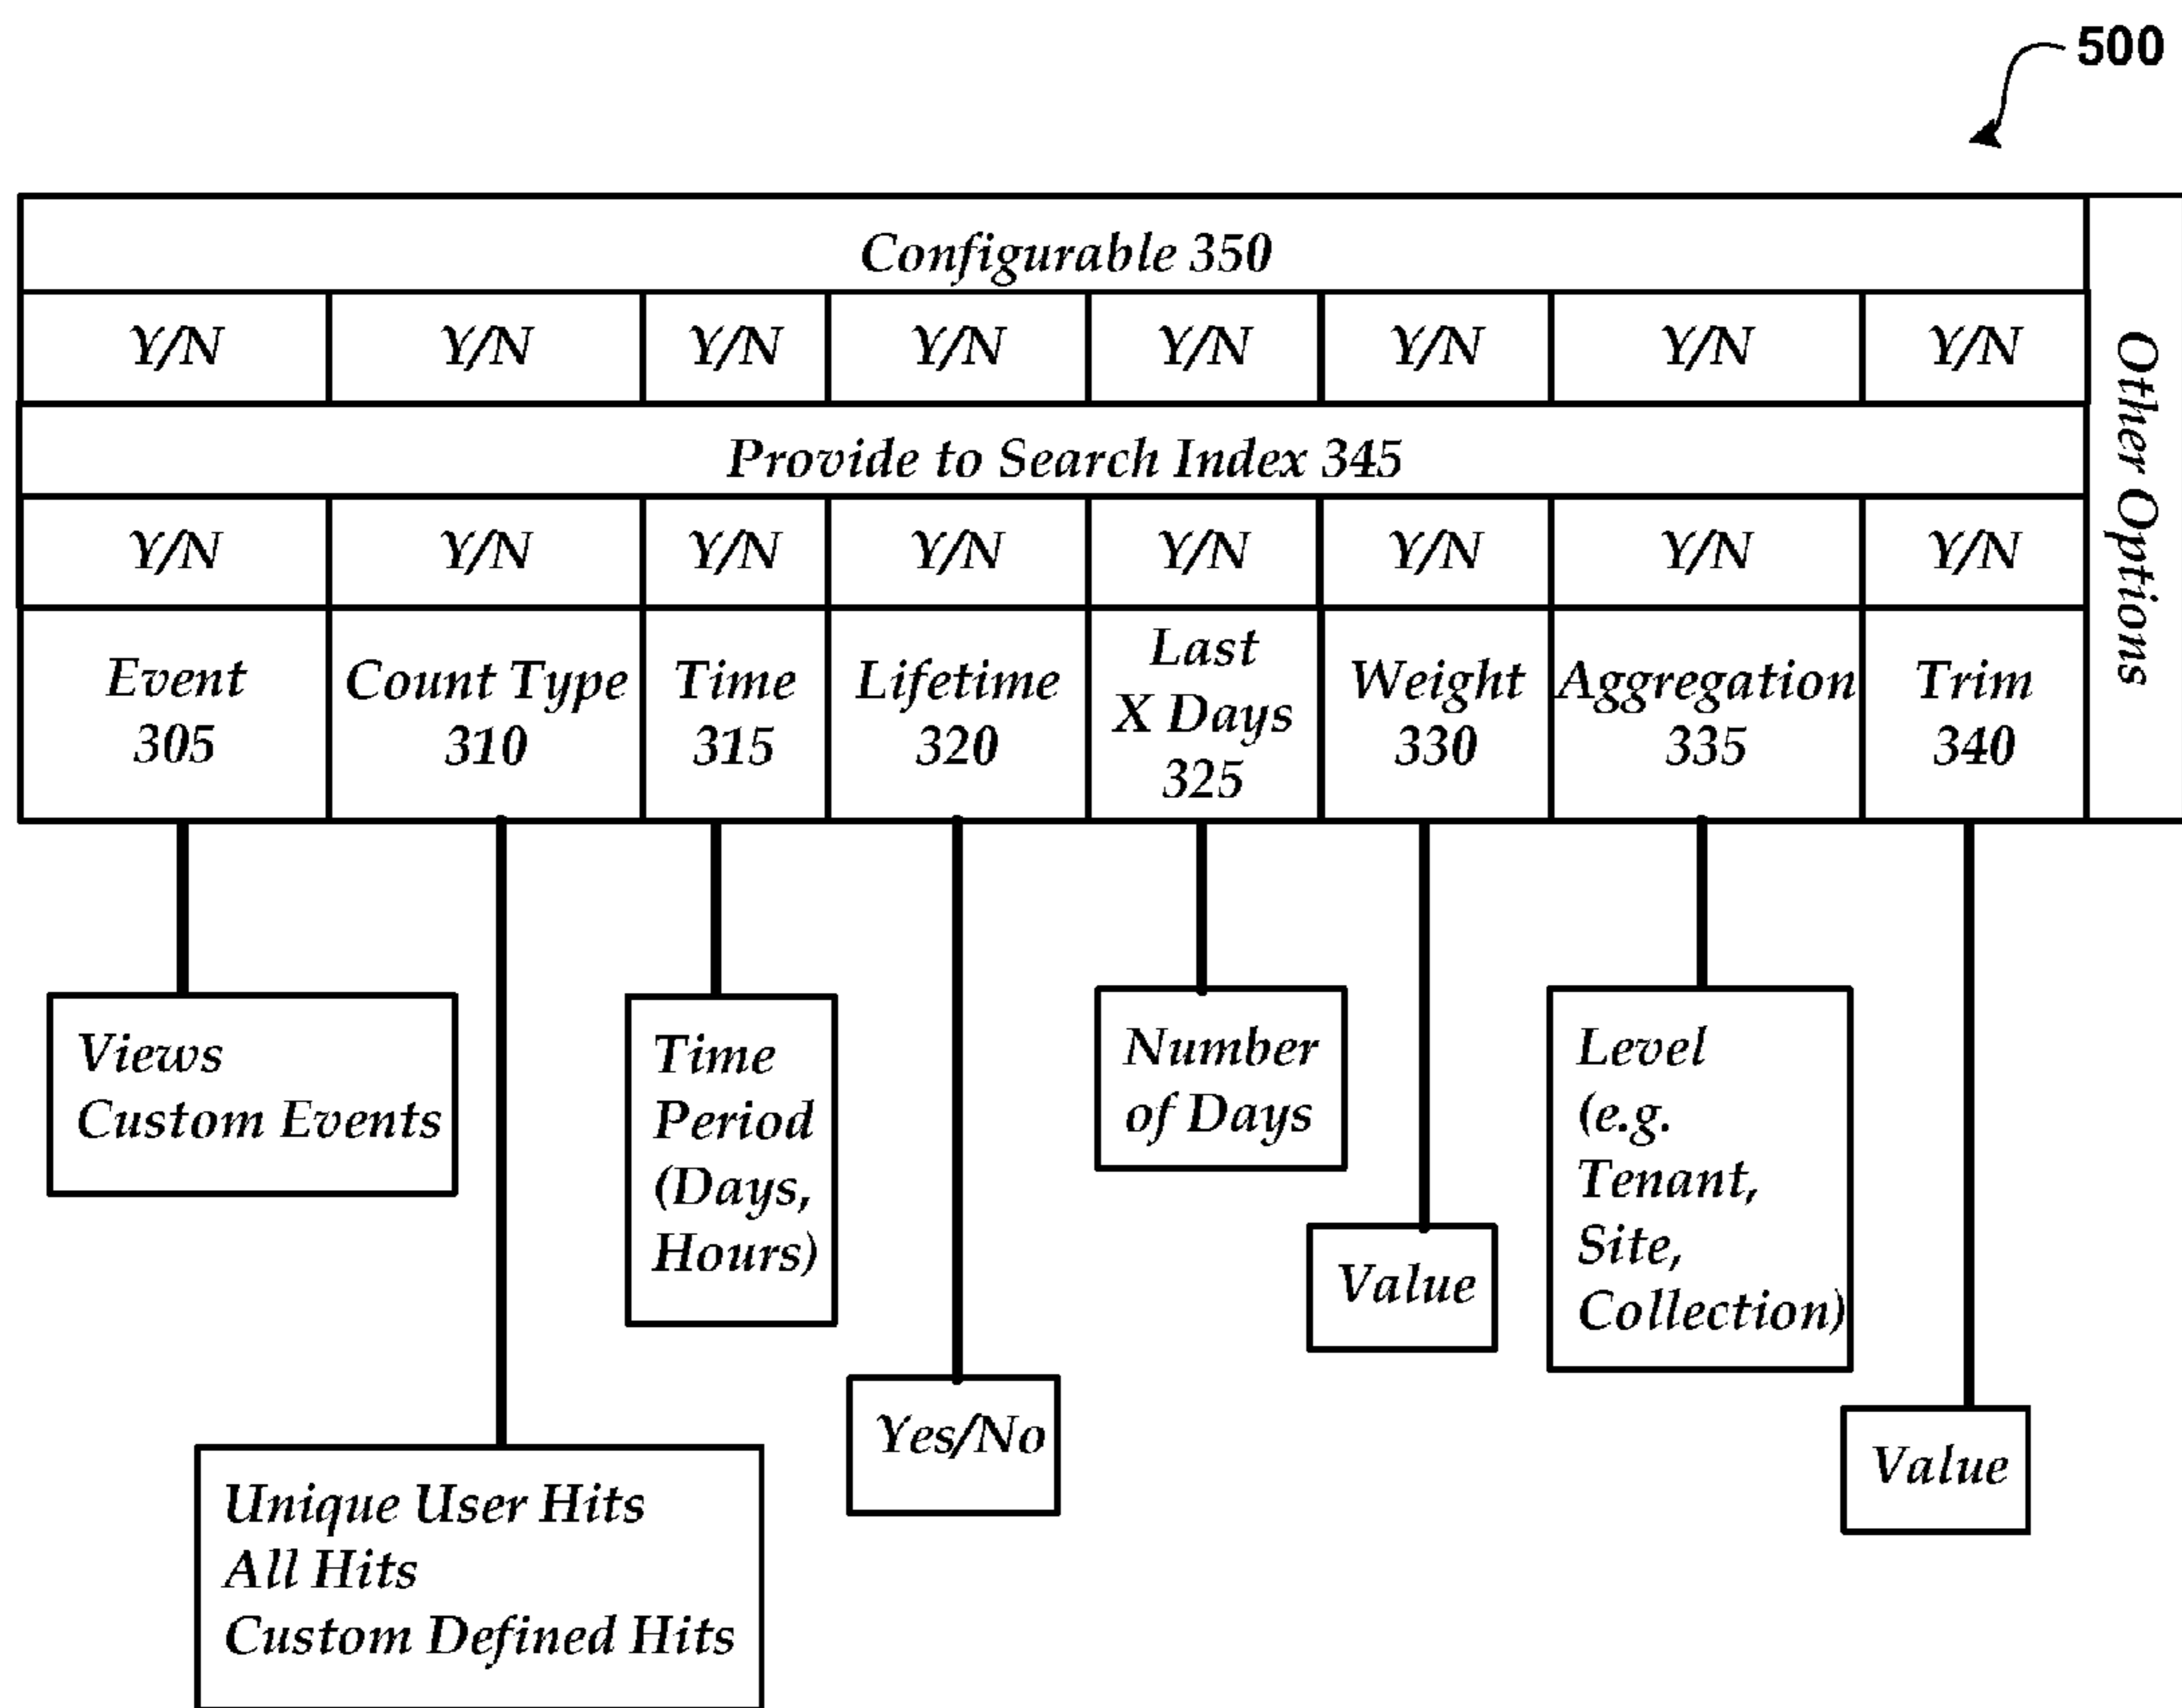 500
Configurable 350
Y/N Y/N Y/N Y/N Y/N Y/N Y/N Y/N
Provide to Search Index 345
Y/N Y/N Y/N Y/N Y/N Y/N Y/N Y/N
Event
305
Count Type
310
Time
315
Lifetime
320
Last
X Days
325
Weight
330
Aggregation
335
Trim
340
Other Options
Views
Custom Events
Time
Period
(Days,
Hours)
Number
of Days
Level
(e.g.
Tenant,
Site,
Collection)
Value
Yes/No
Value
Unique User Hits
All Hits
Custom Defined Hits